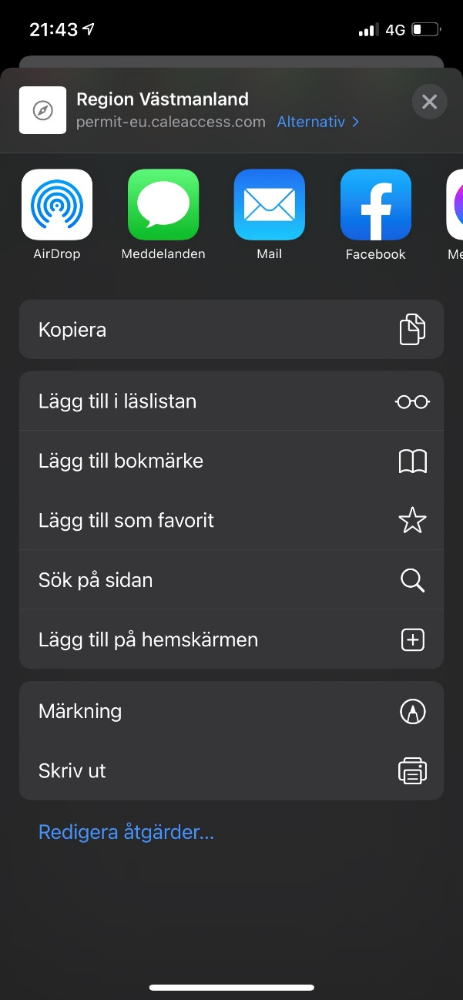 21:43
4G
Region Västmanland
permit-eu.caleaccess.com Alternativ
AirDrop
Meddelanden
Mail
Facebook
Me
Kopiera
Lägg till i läslistan
Lägg till bokmärke
Lägg till som favorit
Sök på sidan
Lägg till på hemskärmen
Märkning
Skriv ut
Redigera åtgärder...